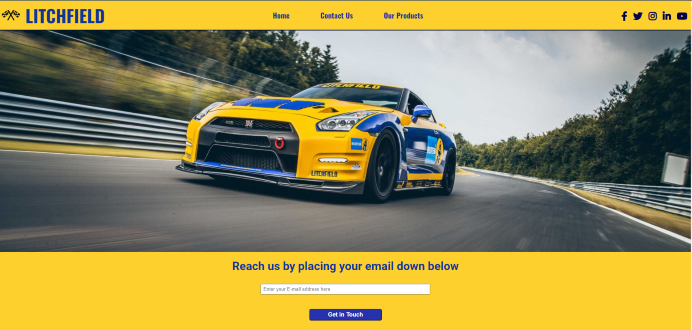 LITCHFIELD
Home
Contact Us
Our Products
LITCHFIELD
LITCHFIELD
Reach us by placing your email down below
Enter your E-mail address here
Get in Touch